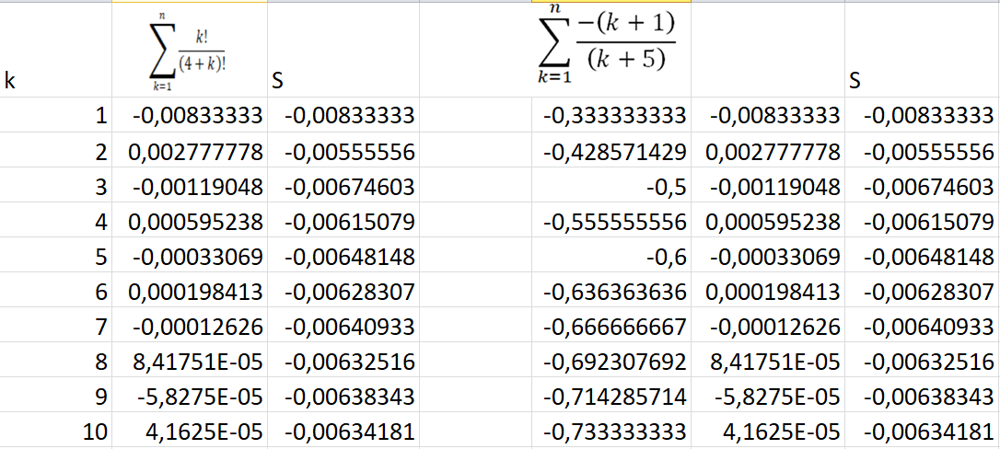 k	\sum_{k=1}^{n} \frac{k!}{(4+k)!}	S	\sum_{k=1}^{n} \frac{-(k+1)}{(k+5)}	S
1	-0,00833333	-0,00833333	-0,333333333	-0,00833333	-0,00833333
2	0,002777778	-0,00555556	-0,428571429	0,002777778	-0,00555556
3	-0,00119048	-0,00674603	-0,5	-0,00119048	-0,00674603
4	0,000595238	-0,00615079	-0,555555556	0,000595238	-0,00615079
5	-0,00033069	-0,00648148	-0,6	-0,00033069	-0,00648148
6	0,000198413	-0,00628307	-0,636363636	0,000198413	-0,00628307
7	-0,00012626	-0,00640933	-0,666666667	-0,00012626	-0,00640933
8	8,41751E-05	-0,00632516	-0,692307692	8,41751E-05	-0,00632516
9	-5,8275E-05	-0,00638343	-0,714285714	-5,8275E-05	-0,00638343
10	4,1625E-05	-0,00634181	-0,733333333	4,1625E-05	-0,00634181